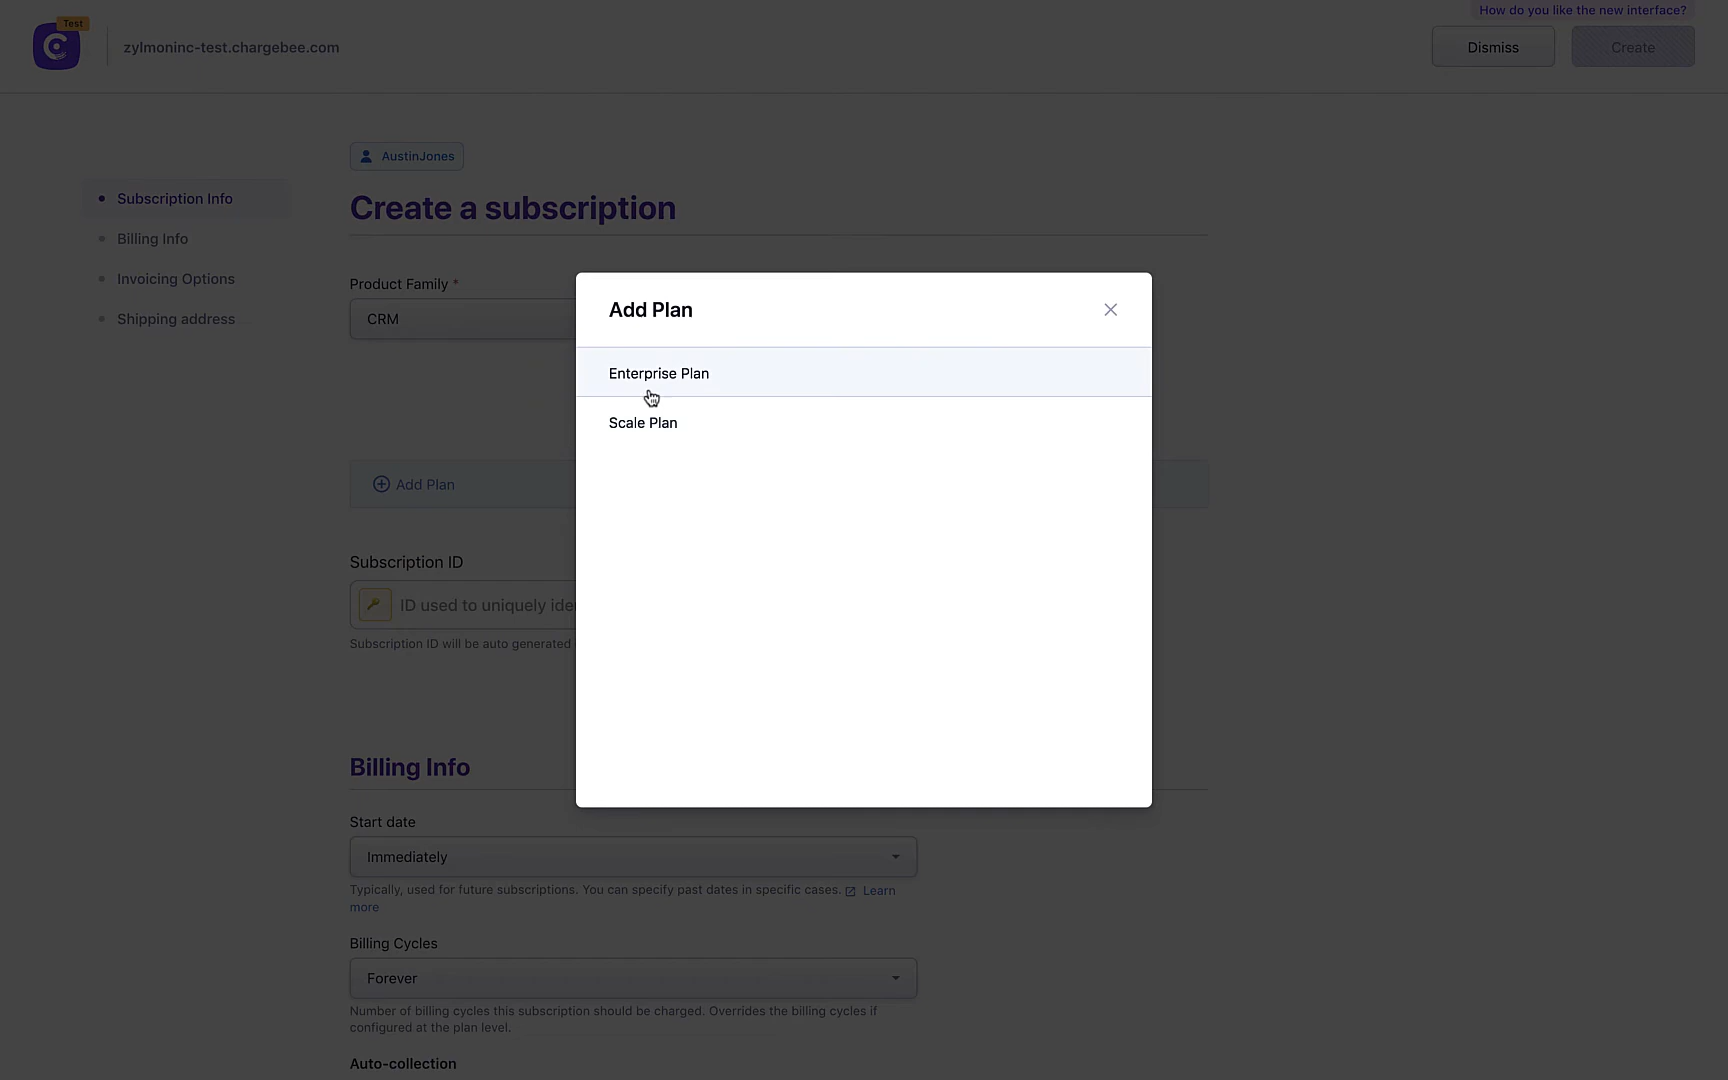 How do you like the new interface?
Test
zylmoninc-test.chargebee.com
Dismiss
Create
AustinJones
Subscription Info
Create a subscription
Billing Info
Invoicing Options
Product Family *
Shipping address
CRM
Add Plan
Enterprise Plan
Scale Plan
Add Plan
Subscription ID
ID used to uniquely
Subscription ID will be auto generated
Billing Info
Start date
Immediately
Typically, used for future subscriptions. You can specify past dates in specific cases. Learn
more
Billing Cycles
Forever
Number of billing cycles this subscription should be charged. Overrides the billing cycles if
configured at the plan level.
Auto-collection